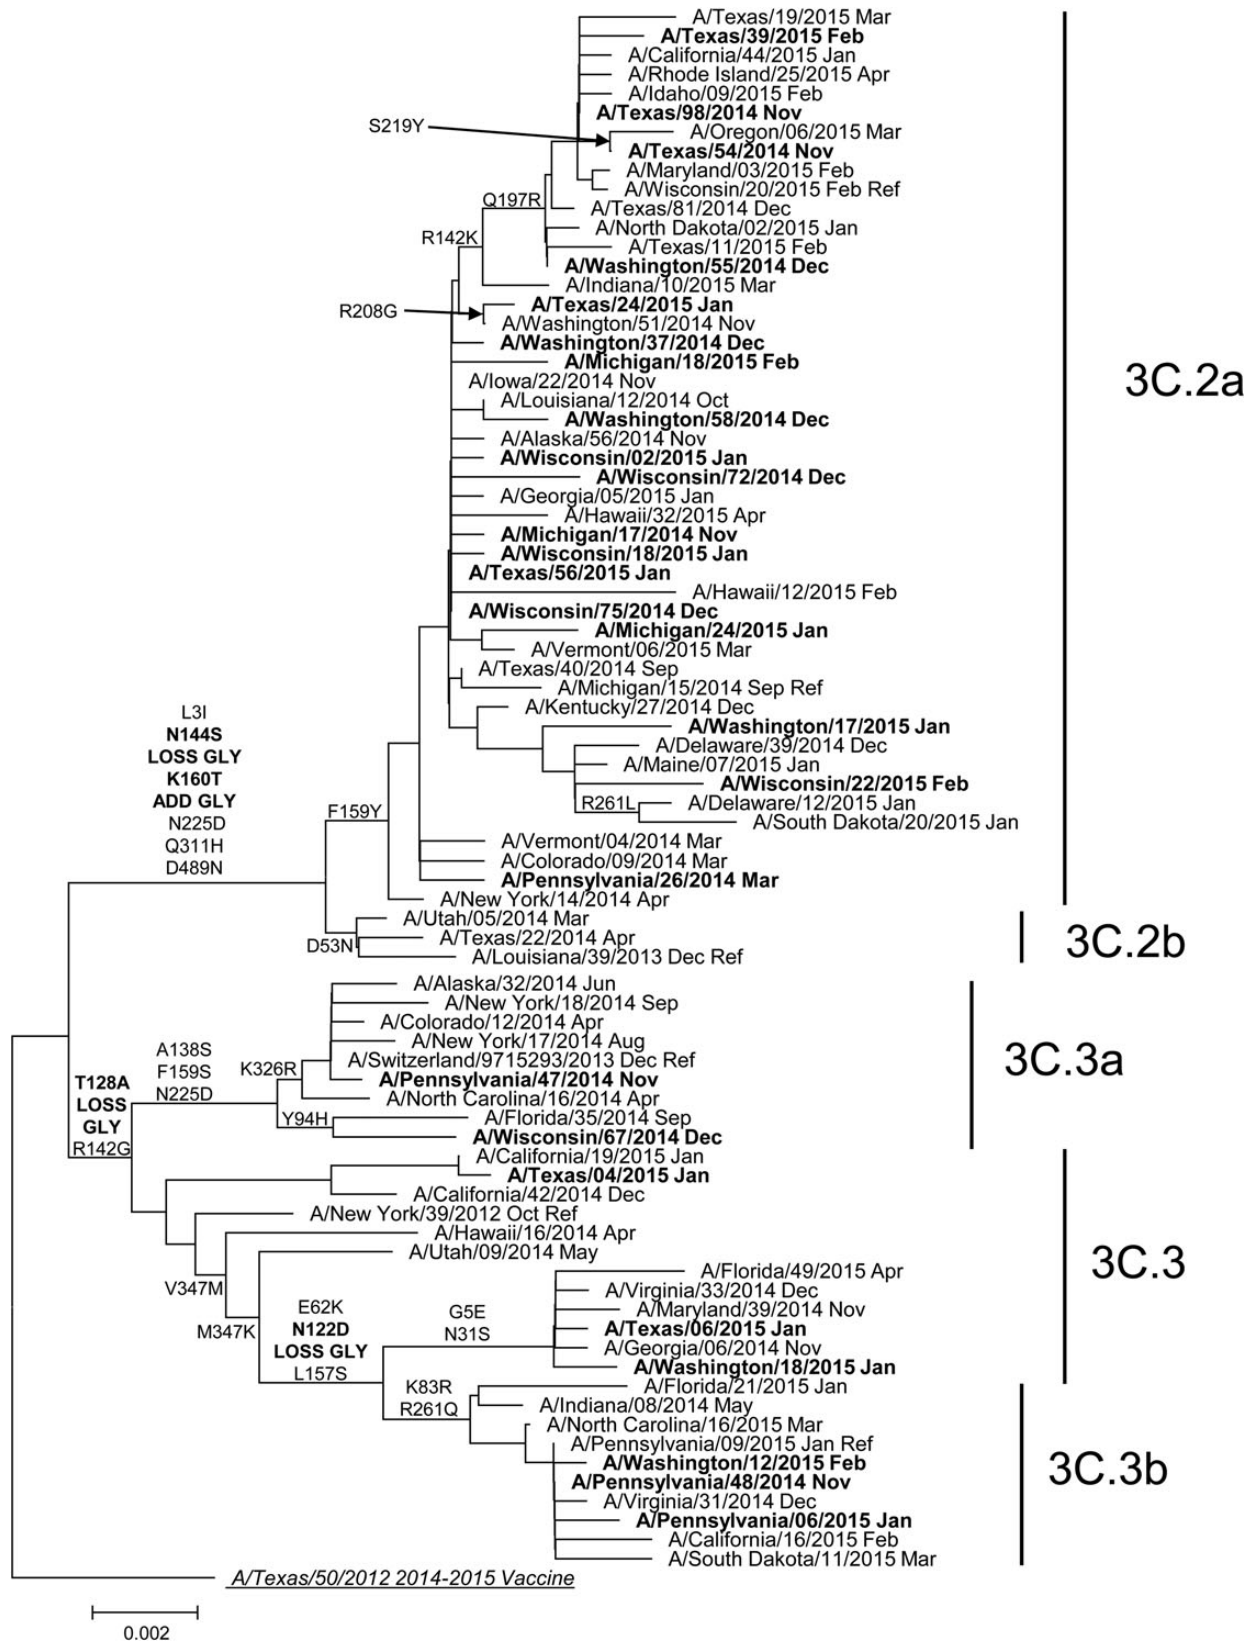 A/Texas/19/2015 Mar
A/Texas/39/2015 Feb
A/California/44/2015 Jan
A/Rhode Island/25/2015 Apr
A/Idaho/09/2015 Feb
A/Texas/98/2014 Nov
S219Y
A/Oregon/06/2015 Mar
A/Texas/54/2014 Nov
A/Maryland/03/2015 Feb
A/Wisconsin/20/2015 Feb Ref
Q197R
A/Texas/81/2014 Dec
A/North Dakota/02/2015 Jan
R142K
A/Texas/11/2015 Feb
A/Washington/55/2014 Dec
A/Indiana/10/2015 Mar
A/Texas/24/2015 Jan
R208G
A/Washington/51/2014 Nov
A/Washington/37/2014 Dec
A/Michigan/18/2015 Feb
A/Iowa/22/2014 Nov
3C.2a
A/Louisiana/12/2014 Oct
A/Washington/58/2014 Dec
A/Alaska/56/2014 Nov
A/Wisconsin/02/2015 Jan
A/Wisconsin/72/2014 Dec
A/Georgia/05/2015 Jan
A/Hawaii/32/2015 Apr
A/Michigan/17/2014 Nov
A/Wisconsin/18/2015 Jan
A/Texas/56/2015 Jan
A/Hawaii/12/2015 Feb
A/Wisconsin/75/2014 Dec
A/Michigan/24/2015 Jan
A/Vermont/06/2015 Mar
A/Texas/40/2014 Sep
A/Michigan/15/2014 Sep Ref
A/Kentucky/27/2014 Dec
A/Washington/17/2015 Jan
A/Delaware/39/2014 Dec
A/Maine/07/2015 Jan
A/Wisconsin/22/2015 Feb
R261L
A/Delaware/12/2015 Jan
A/South Dakota/20/2015 Jan
L3I
N144S
LOSS GLY
K160T
ADD GLY
N225D
Q311H
D489N
F159Y
A/Vermont/04/2014 Mar
A/Colorado/09/2014 Mar
A/Pennsylvania/26/2014 Mar
A/New York/14/2014 Apr
A/Utah/05/2014 Mar
A/Texas/22/2014 Apr
D53N
A/Louisiana/39/2013 Dec Ref
3C.2b
A/Alaska/32/2014 Jun
A/New York/18/2014 Sep
A/Colorado/12/2014 Apr
A/New York/17/2014 Aug
A/Switzerland/9715293/2013 Dec Ref
K326R
A/Pennsylvania/47/2014 Nov
A/North Carolina/16/2014 Apr
Y94H
A/Florida/35/2014 Sep
A/Wisconsin/67/2014 Dec
3C.3a
A138S
F159S
N225D
T128A
LOSS
GLY
R142G
A/California/19/2015 Jan
A/Texas/04/2015 Jan
A/California/42/2014 Dec
A/New York/39/2012 Oct Ref
A/Hawaii/16/2014 Apr
A/Utah/09/2014 May
3C.3
V347M
M347K
E62K
N122D
LOSS GLY
L157S
G5E
N31S
A/Florida/49/2015 Apr
A/Virginia/33/2014 Dec
A/Maryland/39/2014 Nov
A/Texas/06/2015 Jan
A/Georgia/06/2014 Nov
A/Washington/18/2015 Jan
K83R
R261Q
A/Florida/21/2015 Jan
A/Indiana/08/2014 May
A/North Carolina/16/2015 Mar
A/Pennsylvania/09/2015 Jan Ref
A/Washington/12/2015 Feb
A/Pennsylvania/48/2014 Nov
3C.3b
A/Virginia/31/2014 Dec
A/Pennsylvania/06/2015 Jan
A/California/16/2015 Feb
A/South Dakota/11/2015 Mar
A/Texas/50/2012 2014-2015 Vaccine
0.002